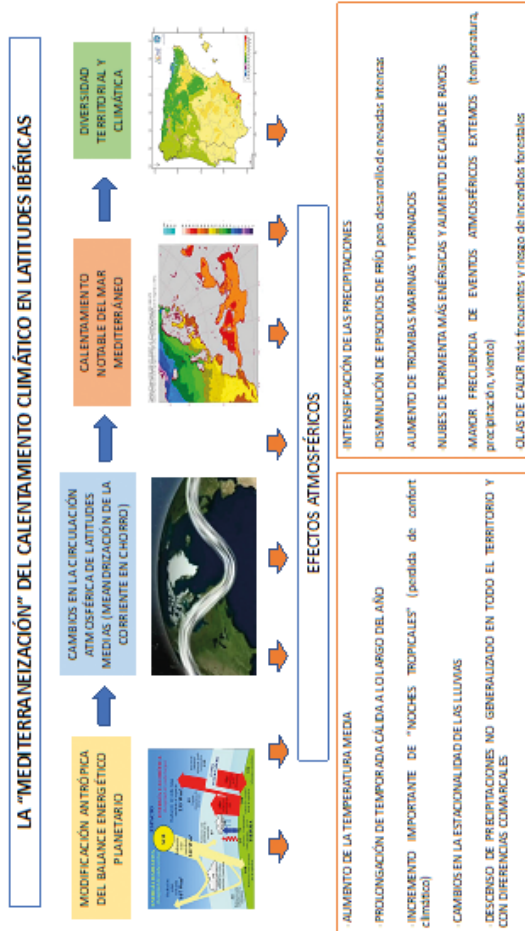 LA "MEDITERRANEIZACIÓN" DEL CALENTAMIENTO CLIMÁTICO EN LATITUDES IBÉRICAS
MODIFICACIÓN ANTRÓPICA
DEL BALANCE ENERGÉTICO
PLANETARIO
CAMBIOS EN LA CIRCULACIÓN
ATMOSFÉRICA DE LATITUDES
MEDIAS (MEANDRIZACIÓN DE LA
CORRIENTE EN CHORRO)
CALENTAMIENTO
NOTABLE DEL MAR
MEDITERRÁNEO
DIVERSIDAD
TERRITORIAL Y
CLIMÁTICA
EFECTOS ATMOSFÉRICOS
· AUMENTO DE LA TEMPERATURA MEDIA
· PROLONGACIÓN DE TEMPORADA CÁLIDA A LO LARGO DEL AÑO
· INCREMENTO IMPORTANTE DE "NOCHES TROPICALES" (perdida de confort
climático)
· CAMBIOS EN LA ESTACIONALIDAD DE LAS LLUVIAS
· DESCENSO DE PRECIPITACIONES NO GENERALIZADO EN TODO EL TERRITORIO Y
CON DIFERENCIAS COMARCALES
· INTENSIFICACIÓN DE LAS PRECIPITACIONES
· DISMINUCIÓN DE EPISODIOS DE FRÍO pero desarrollo de nevadas intensas
· AUMENTO DE TROMBAS MARINAS Y TORNADOS
· NUBES DE TORMENTA MÁS ENÉRGICAS Y AUMENTO DE CAIDA DE RAYOS
· MAYOR FRECUENCIA DE EVENTOS ATMOSFÉRICOS EXTEMOS (temperatura,
precipitación, viento)
· OLAS DE CALOR más frecuentes y riesgo de incendios forestales